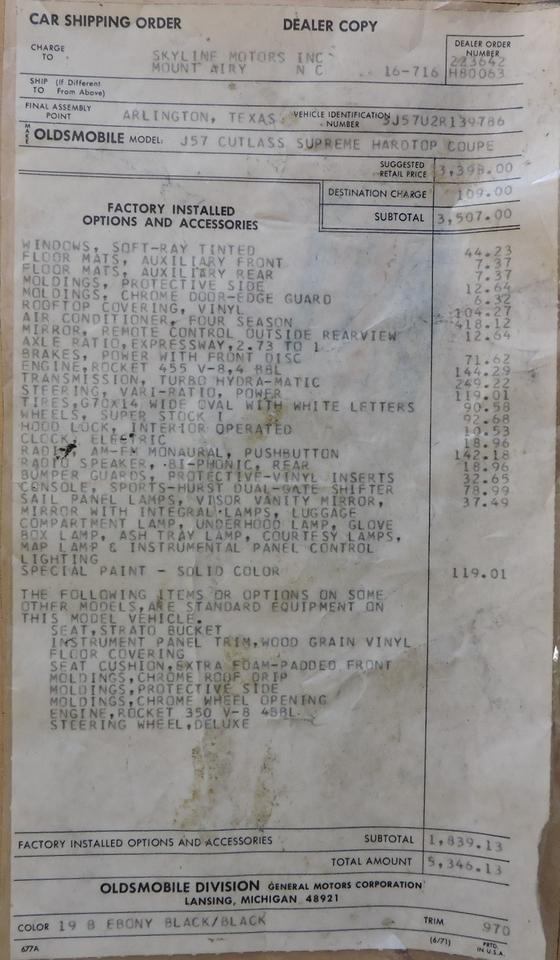 CAR SHIPPING ORDER DEALER COPY
CHARGE TO SKYLINE MOTORS INC DEALER ORDER NUMBER
MOUNT AIRY N C 16-716 223642
H80063
SHIP TO (If Different From Above)
FINAL ASSEMBLY POINT ARLINGTON, TEXAS VEHICLE IDENTIFICATION NUMBER 3J57U2R139786
MAKE OLDSMOBILE MODEL: J57 CUTLASS SUPREME HARDTOP COUPE
SUGGESTED RETAIL PRICE 3,398.00
DESTINATION CHARGE 109.00
SUBTOTAL 3,507.00
FACTORY INSTALLED
OPTIONS AND ACCESSORIES
WINDOWS, SOFT-RAY TINTED 44.23
FLOOR MATS, AUXILIARY FRONT 7.37
FLOOR MATS, AUXILIARY REAR 7.37
MOLDINGS, PROTECTIVE SIDE 12.64
MOLDINGS, CHROME DOOR-EDGE GUARD 6.32
ROOFTOP COVERING, VINYL 104.27
AIR CONDITIONER, FOUR SEASON 418.12
MIRROR, REMOTE CONTROL OUTSIDE REARVIEW 12.64
AXLE RATIO,EXPRESSWAY,2.73 TO 1
BRAKES, POWER WITH FRONT DISC 71.62
ENGINE,ROCKET 455 V-8,4 BBL 144.29
TRANSMISSION, TURBO HYDRA-MATIC 249.22
STEERING, VARI-RATIO, POWER 119.01
TIRES,G70X14 WIDE OVAL WITH WHITE LETTERS 90.58
WHEELS, SUPER STOCK I 92.68
HOOD LOCK, INTERIOR OPERATED 10.53
CLOCK, ELECTRIC 18.96
RADIO, AM-FM MONAURAL, PUSHBUTTON 142.18
RADIO SPEAKER, BI-PHONIC, REAR 18.96
BUMPER GUARDS, PROTECTIVE-VINYL INSERTS 32.65
CONSOLE, SPORTS-HURST DUAL-GATE SHIFTER 78.99
SAIL PANEL LAMPS, VISOR VANITY MIRROR, 37.49
MIRROR WITH INTEGRAL LAMPS, LUGGAGE
COMPARTMENT LAMP, UNDERHOOD LAMP, GLOVE
BOX LAMP, ASH TRAY LAMP, COURTESY LAMPS,
MAP LAMP & INSTRUMENTAL PANEL CONTROL
LIGHTING
SPECIAL PAINT - SOLID COLOR 119.01
THE FOLLOWING ITEMS OR OPTIONS ON SOME
OTHER MODELS,ARE STANDARD EQUIPMENT ON
THIS MODEL VEHICLE.
SEAT,STRATO BUCKET
INSTRUMENT PANEL TRIM,WOOD GRAIN VINYL
FLOOR COVERING
SEAT CUSHION,EXTRA FOAM-PADDED FRONT
MOLDINGS,CHROME ROOF DRIP
MOLDINGS,PROTECTIVE SIDE
MOLDINGS,CHROME WHEEL OPENING
ENGINE,ROCKET 350 V-8 4BBL.
STEERING WHEEL,DELUXE
FACTORY INSTALLED OPTIONS AND ACCESSORIES SUBTOTAL 1,839.13
TOTAL AMOUNT 5,346.13
OLDSMOBILE DIVISION GENERAL MOTORS CORPORATION
LANSING, MICHIGAN 48921
COLOR 19 B EBONY BLACK/BLACK TRIM 970
677A (6/71) PRTD. IN U.S.A.